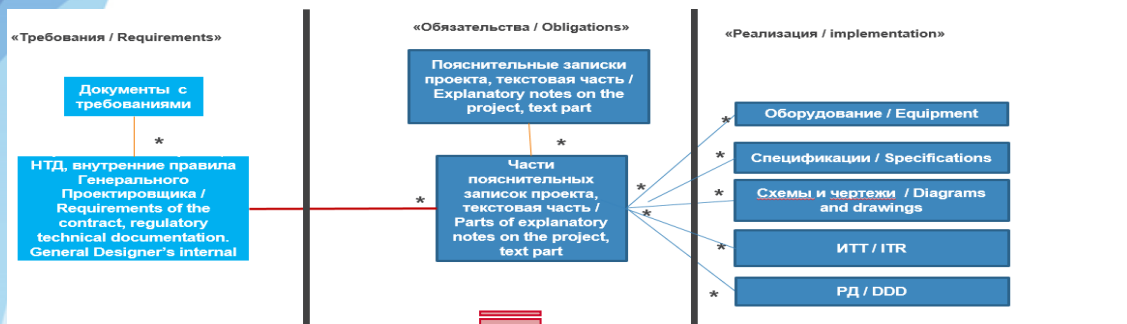 «Требования / Requirements»
Документы с
требованиями
*
НТД, внутренние правила
Генерального
Проектировщика /
Requirements of the
contract, regulatory
technical documentation.
General Designer's internal
«Обязательства / Obligations»
Пояснительные записки
проекта, текстовая часть /
Explanatory notes on the
project, text part
*
*
Части
пояснительных
записок проекта,
текстовая часть /
Parts of explanatory
notes on the project,
text part
*
*
«Реализация / implementation»
*
Оборудование / Equipment
*
Спецификации / Specifications
*
Схемы и чертежи / Diagrams
and drawings
*
ИТТ / ITR
*
РД / DDD